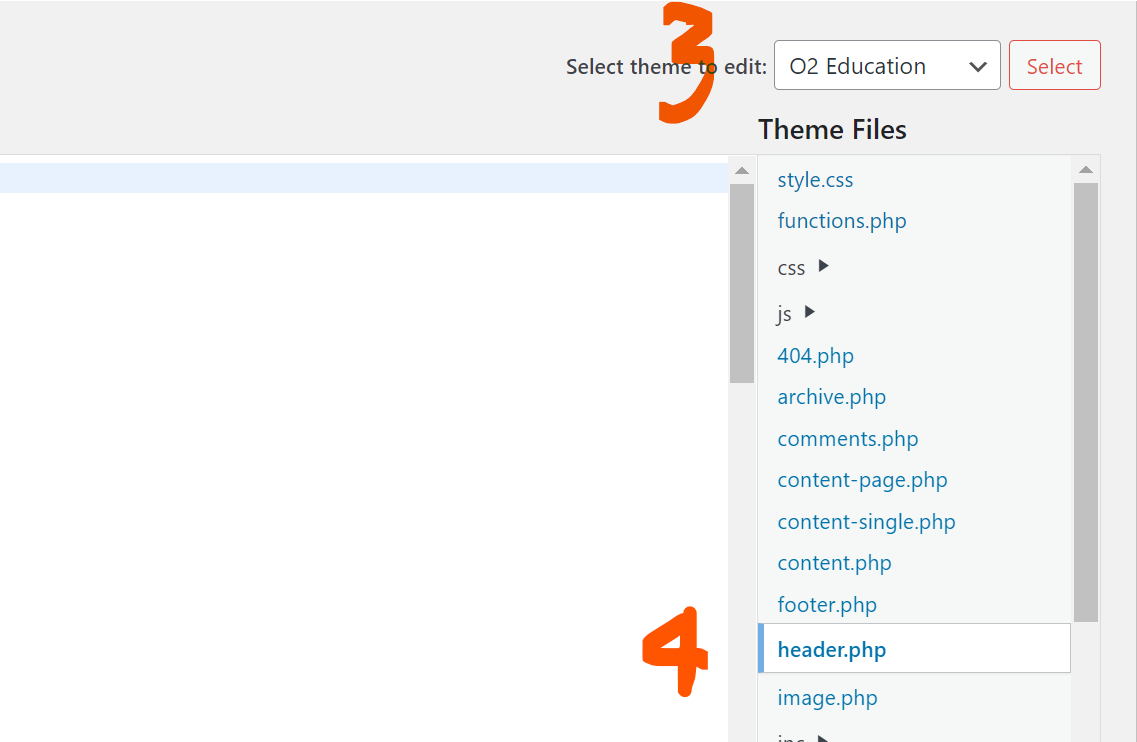 3
Select theme to edit: O2 Education Select
Theme Files
style.css
functions.php
css
js
404.php
archive.php
comments.php
content-page.php
content-single.php
content.php
footer.php
4
header.php
image.php
inc